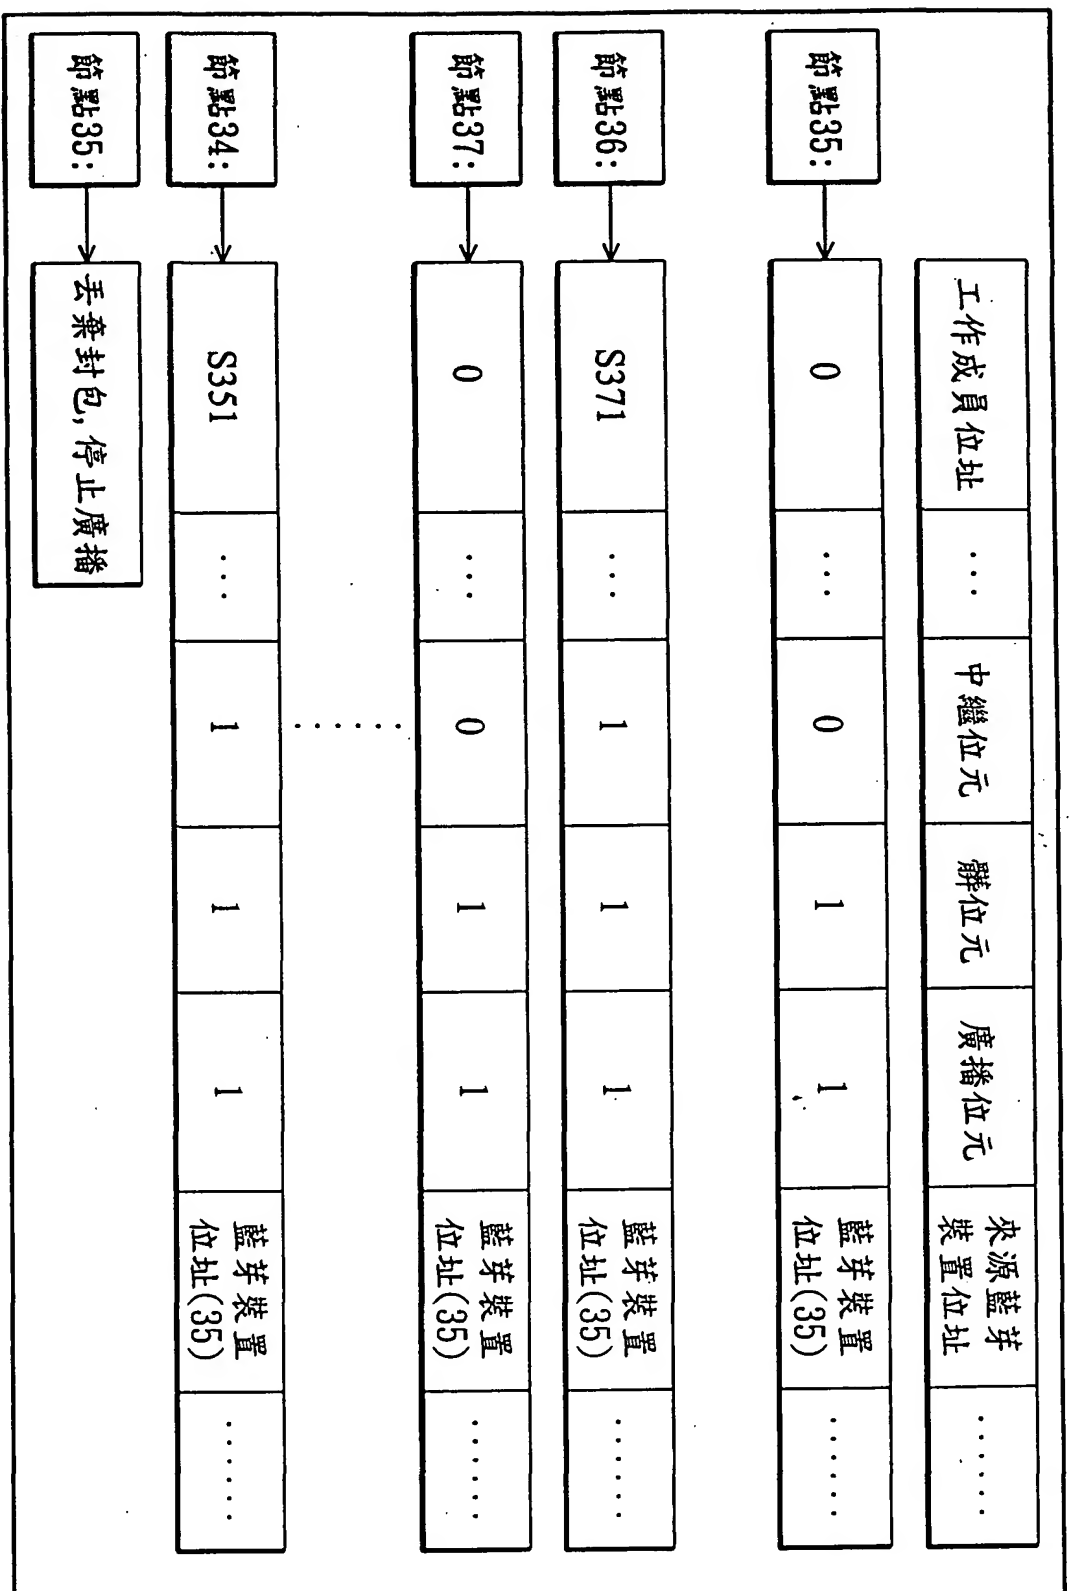 工作成員位址
...
中繼位元
髒位元
廣播位元
來源藍芽
裝置位址
......
節點35:
0
...
0
1
1
藍芽裝置
位址(35)
......
節點36:
S371
...
1
1
1
藍芽裝置
位址(35)
......
節點37:
0
...
0
1
1
藍芽裝置
位址(35)
......
......
節點34:
S351
...
1
1
1
藍芽裝置
位址(35)
......
節點35:
丟棄封包,停止廣播